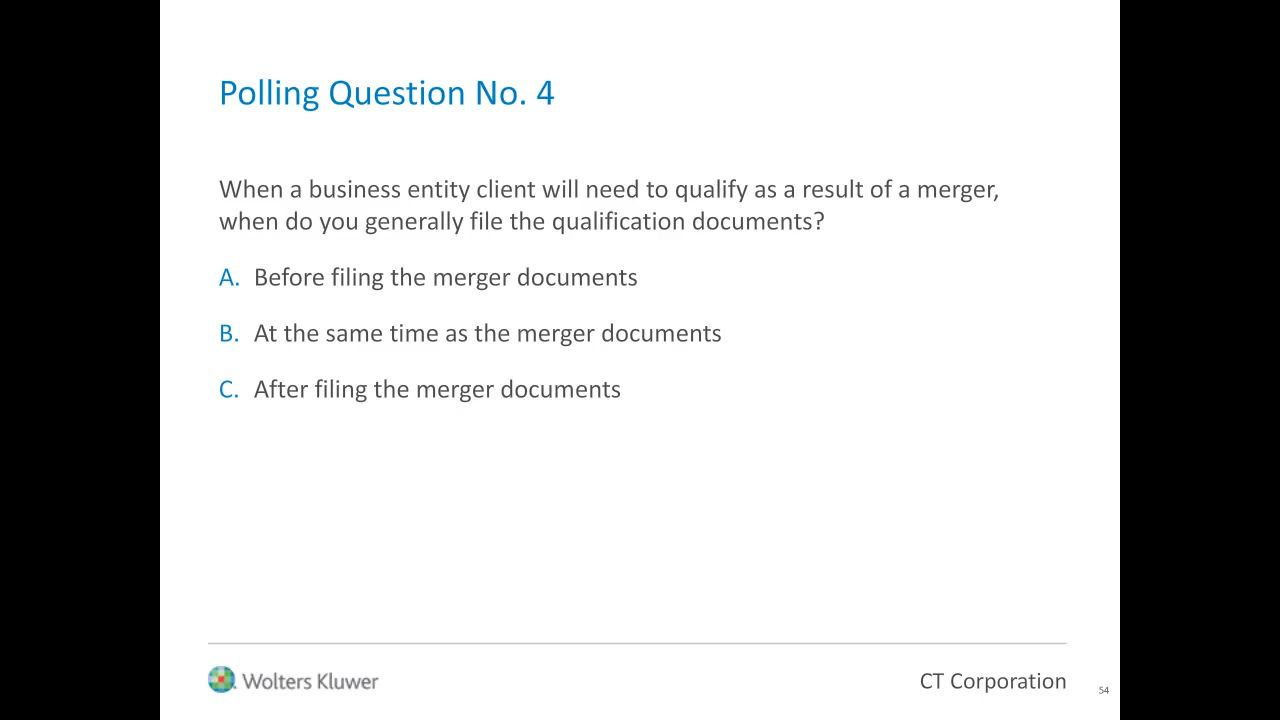 Polling Question No. 4
When a business entity client will need to qualify as a result of a merger,
when do you generally file the qualification documents?
A. Before filing the merger documents
B. At the same time as the merger documents
C. After filing the merger documents
Wolters Kluwer
CT Corporation
54